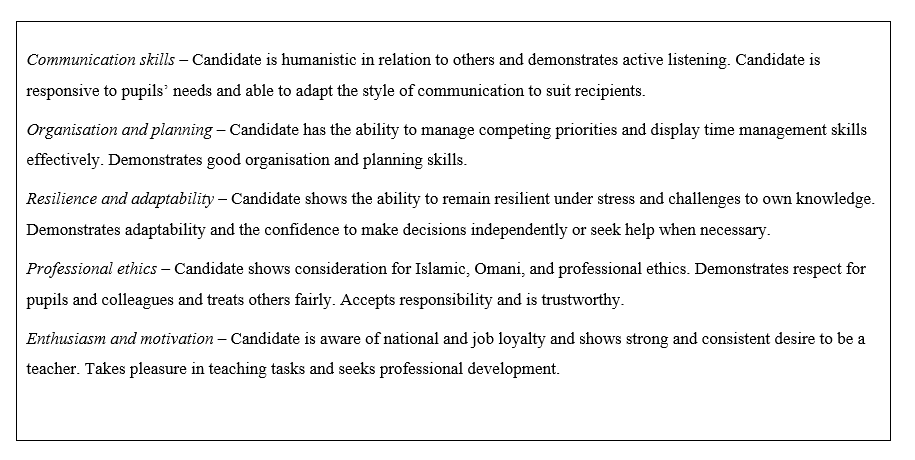 Communication skills – Candidate is humanistic in relation to others and demonstrates active listening. Candidate is
responsive to pupils’ needs and able to adapt the style of communication to suit recipients.
Organisation and planning – Candidate has the ability to manage competing priorities and display time management skills
effectively. Demonstrates good organisation and planning skills.
Resilience and adaptability – Candidate shows the ability to remain resilient under stress and challenges to own knowledge.
Demonstrates adaptability and the confidence to make decisions independently or seek help when necessary.
Professional ethics – Candidate shows consideration for Islamic, Omani, and professional ethics. Demonstrates respect for
pupils and colleagues and treats others fairly. Accepts responsibility and is trustworthy.
Enthusiasm and motivation – Candidate is aware of national and job loyalty and shows strong and consistent desire to be a
teacher. Takes pleasure in teaching tasks and seeks professional development.